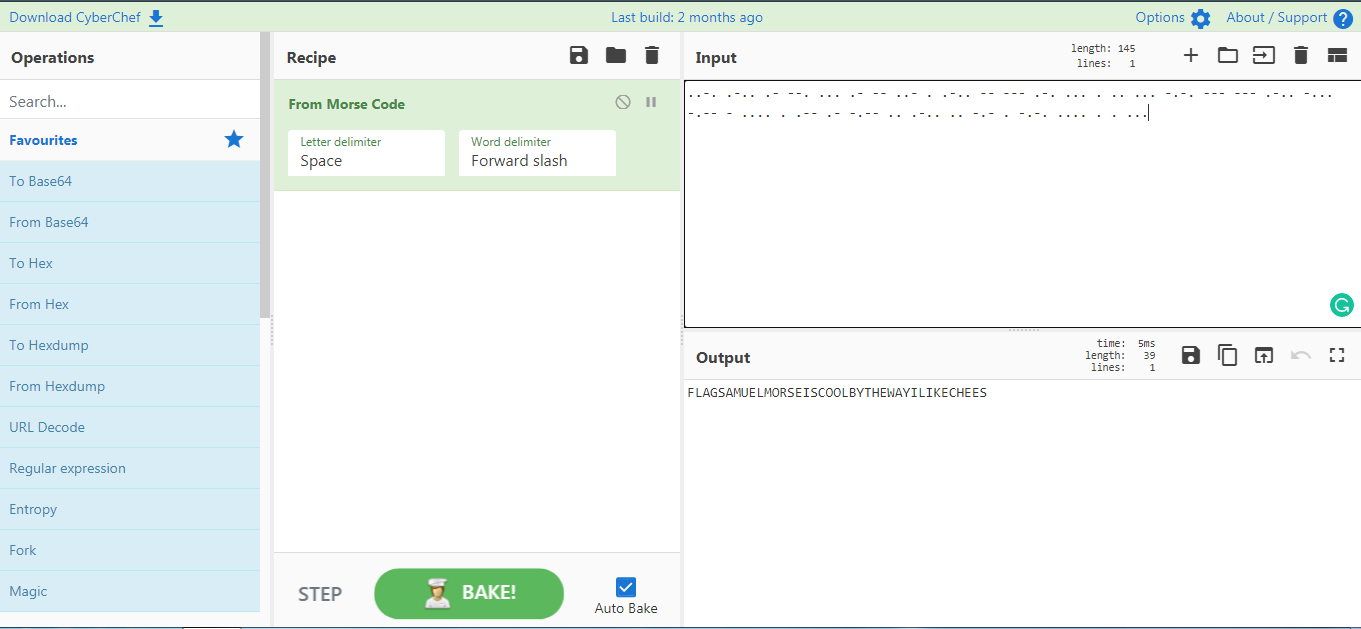 Download CyberChef
Last build: 2 months ago
Options
About / Support
Operations
Search...
Favourites
To Base64
From Base64
To Hex
From Hex
To Hexdump
From Hexdump
URL Decode
Regular expression
Entropy
Fork
Magic
Recipe
From Morse Code
Letter delimiter
Space
Word delimiter
Forward slash
STEP
BAKE!
Auto Bake
Input
length: 145
lines: 1
..-. .-.. .- --. ... .- -- ..- . .-.. -- --- .-. ... . .. ... -.-. --- --- .-.. -...
-.-- - .... . .-- .- -.-- .. .-.. .. -.- . -.-. .... . . ...
Output
time: 5ms
length: 39
lines: 1
FLAGSAMUELMORSEISCOOLBYTHEWAYILIKECHEES